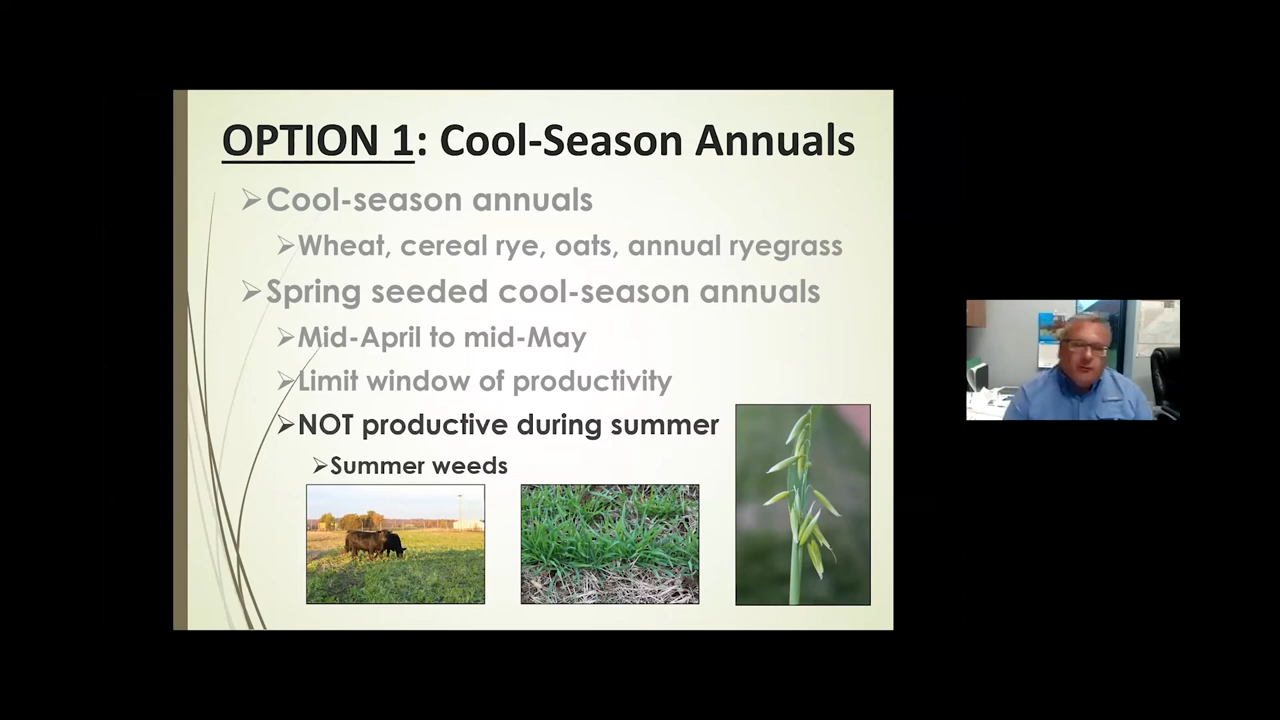 OPTION 1: Cool-Season Annuals
Cool-season annuals
Wheat, cereal rye, oats, annual ryegrass
Spring seeded cool-season annuals
Mid-April to mid-May
Limit window of productivity
NOT productive during summer
Summer weeds